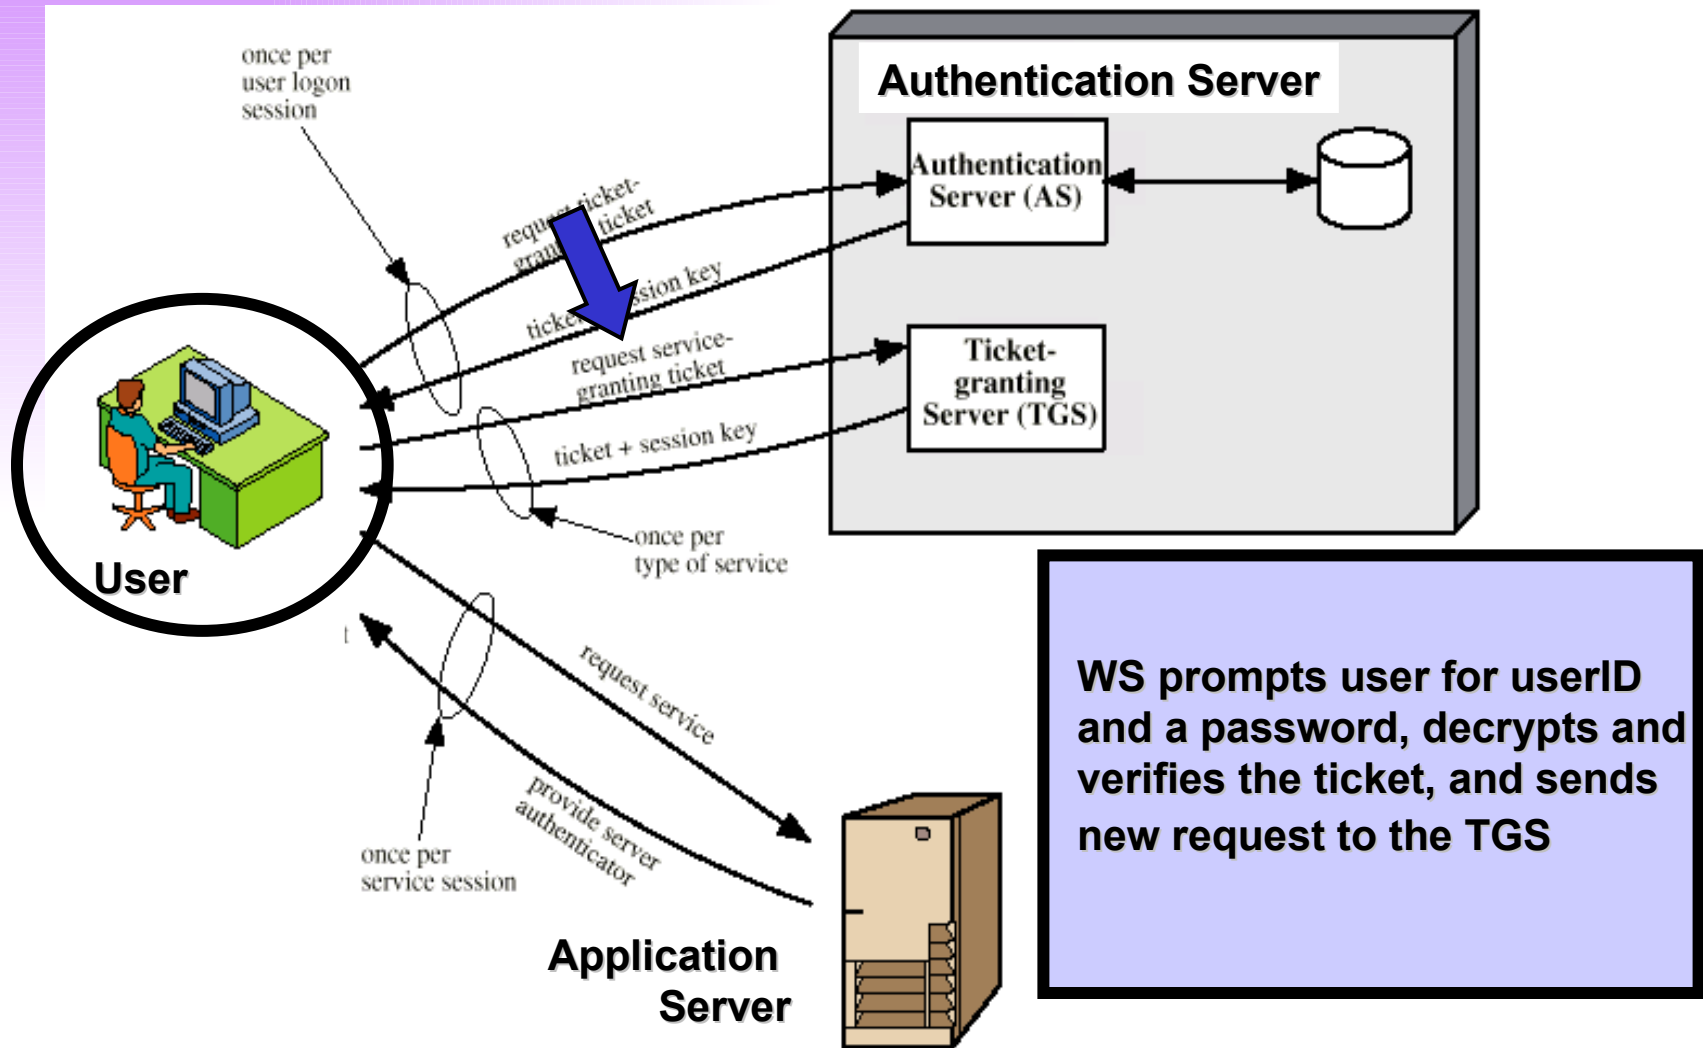 once per
user logon
session
Authentication Server
Authentication
Server (AS)
request ticket-
ticket
ticket
session key
request service-
granting ticket
Ticket-
granting
Server (TGS)
ticket + session key
once per
type of service
User
request service
provide server
authenticator
once per
service session
Application
Server
WS prompts user for userID
and a password, decrypts and
verifies the ticket, and sends
new request to the TGS